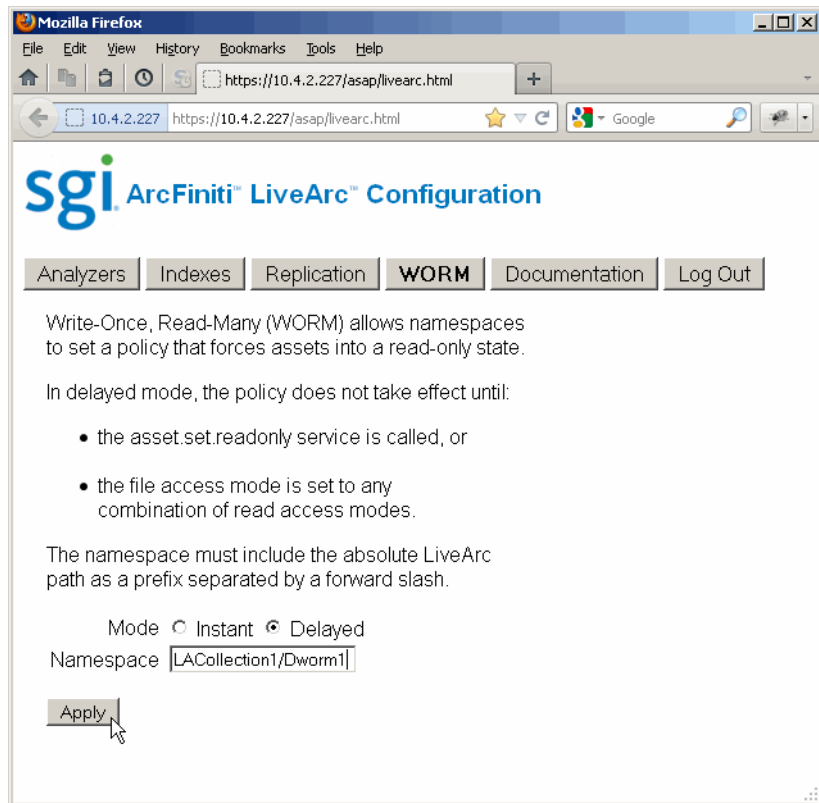 Mozilla Firefox
File Edit View History Bookmarks Tools Help
https://10.4.2.227/asap/livearc.html
10.4.2.227 https://10.4.2.227/asap/livearc.html Google
sgi ArcFiniti™ LiveArc™ Configuration
Analyzers Indexes Replication WORM Documentation Log Out
Write-Once, Read-Many (WORM) allows namespaces
to set a policy that forces assets into a read-only state.
In delayed mode, the policy does not take effect until:
• the asset.set.readonly service is called, or
• the file access mode is set to any
combination of read access modes.
The namespace must include the absolute LiveArc
path as a prefix separated by a forward slash.
Mode Instant Delayed
Namespace LACollection1/Dworm1
Apply